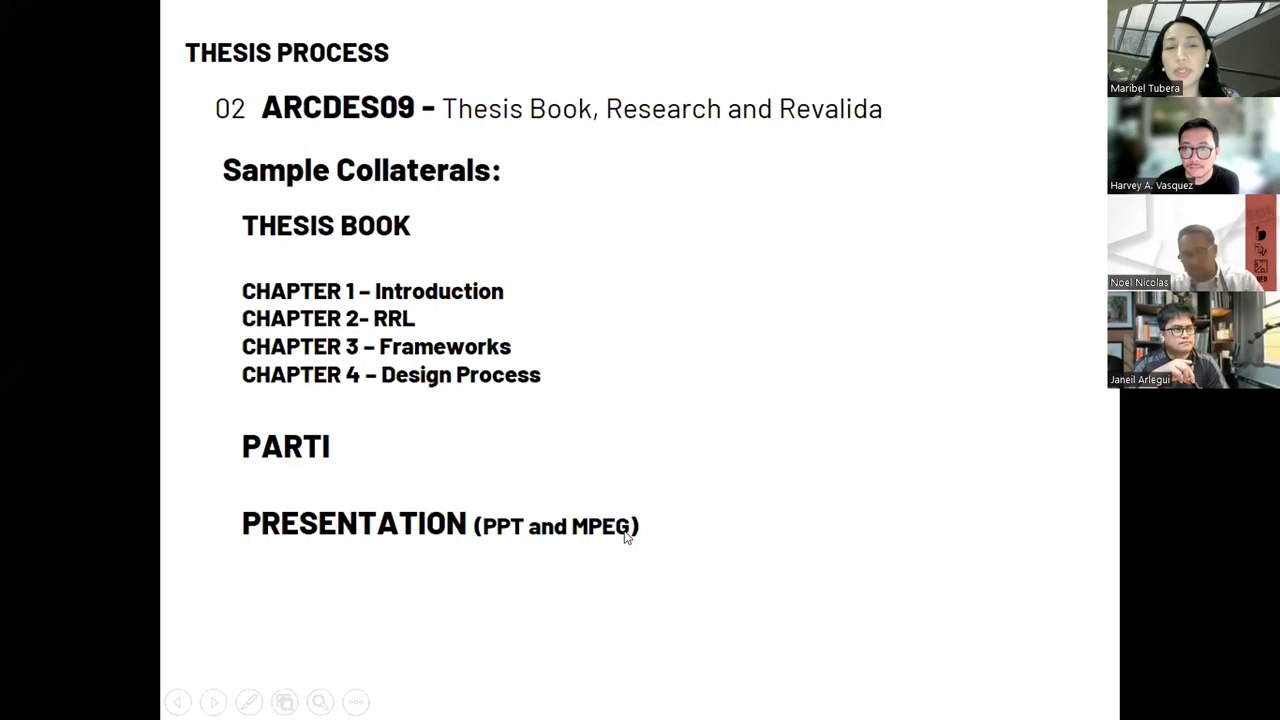 THESIS PROCESS
02 ARCDES09 - Thesis Book, Research and Revalida
Sample Collaterals:
THESIS BOOK
CHAPTER 1 – Introduction
CHAPTER 2- RRL
CHAPTER 3 – Frameworks
CHAPTER 4 – Design Process
PARTI
PRESENTATION (PPT and MPEG)
Maribel Tubera
Harvey A. Vasquez
Noel Nicolas
Janeil Arlegui